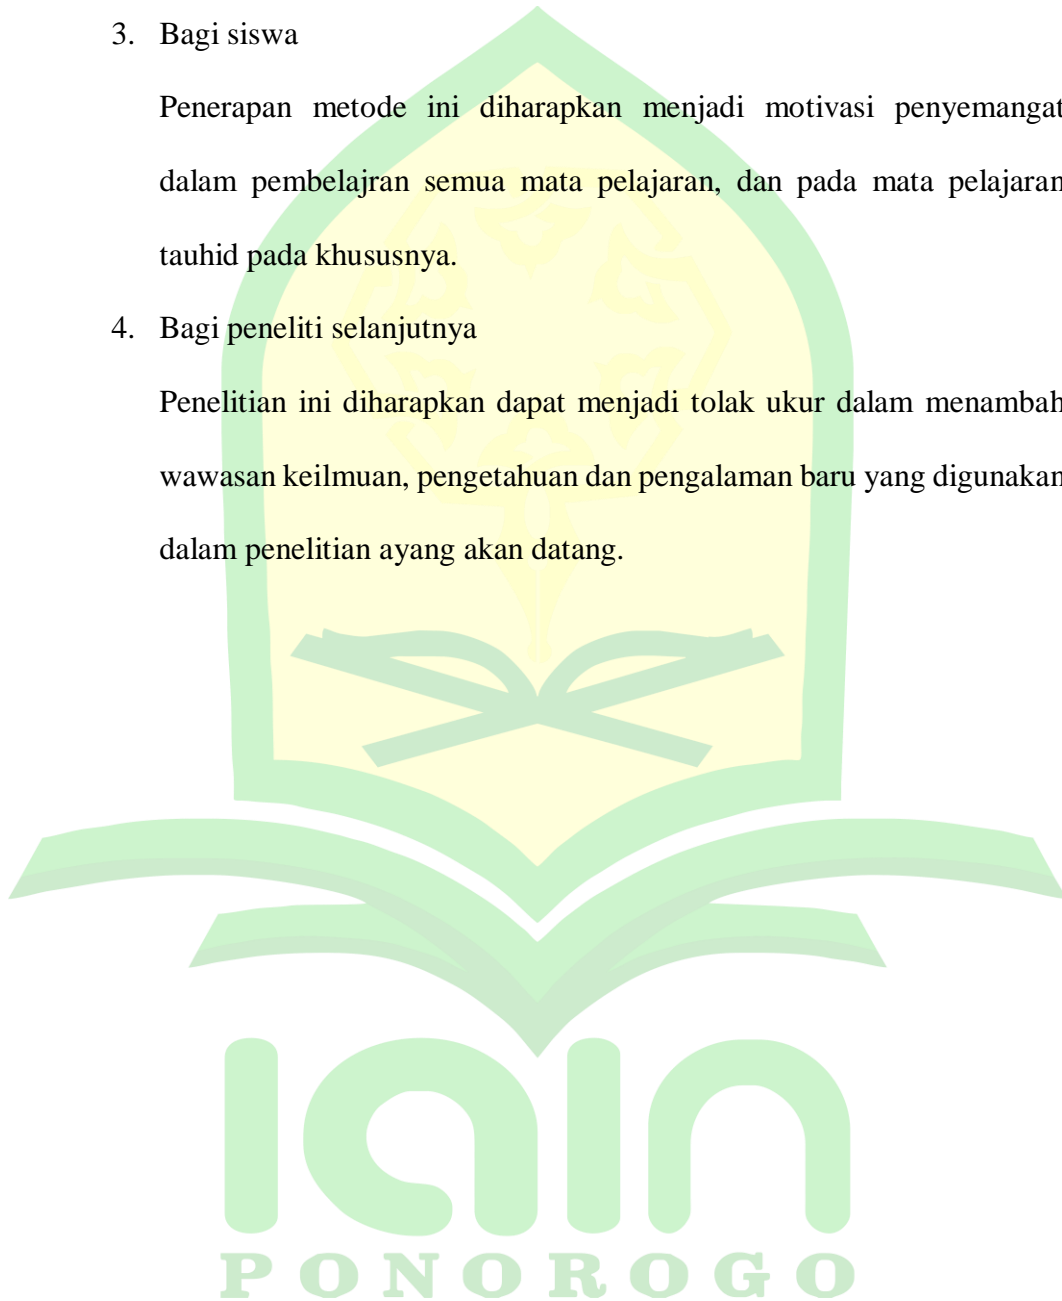 3. Bagi siswa
Penerapan metode ini diharapkan menjadi motivasi penyemangat
dalam pembelajran semua mata pelajaran, dan pada mata pelajaran
tauhid pada khususnya.
4. Bagi peneliti selanjutnya
Penelitian ini diharapkan dapat menjadi tolak ukur dalam menambah
wawasan keilmuan, pengetahuan dan pengalaman baru yang digunakan
dalam penelitian ayang akan datang.
IAIN
PONOROGO